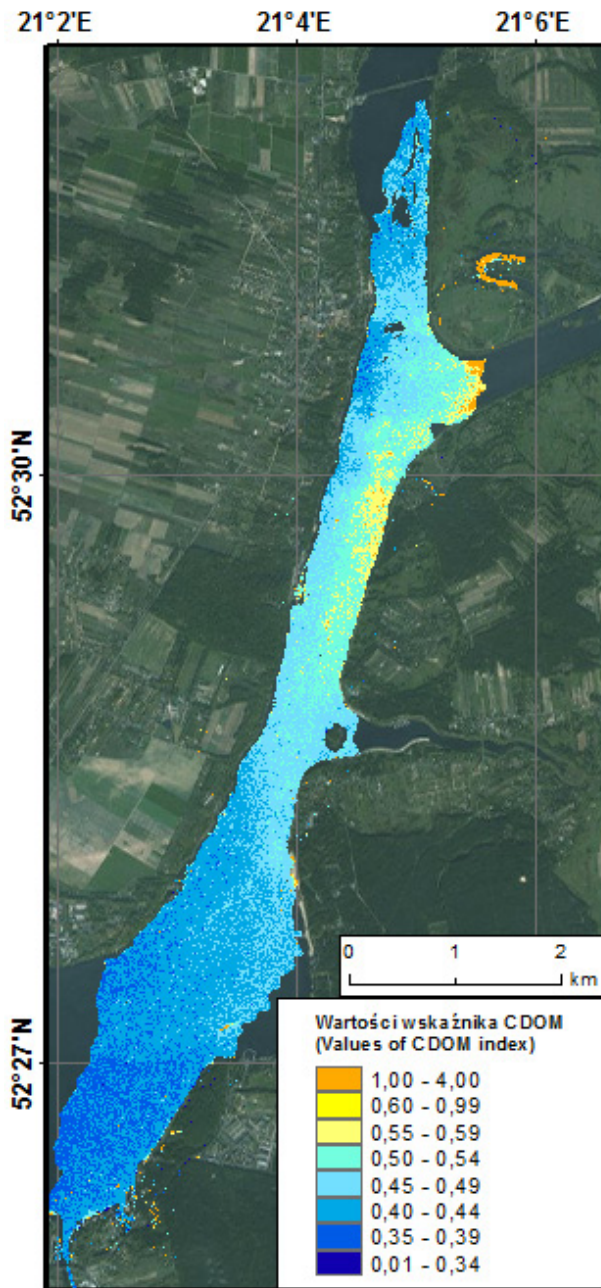 21°2'E 21°4'E 21°6'E
52°30'N
52°27'N
0 1 2
km
Wartości wskaźnika CDOM
(Values of CDOM index)
1,00 - 4,00
0,60 - 0,99
0,55 - 0,59
0,50 - 0,54
0,45 - 0,49
0,40 - 0,44
0,35 - 0,39
0,01 - 0,34